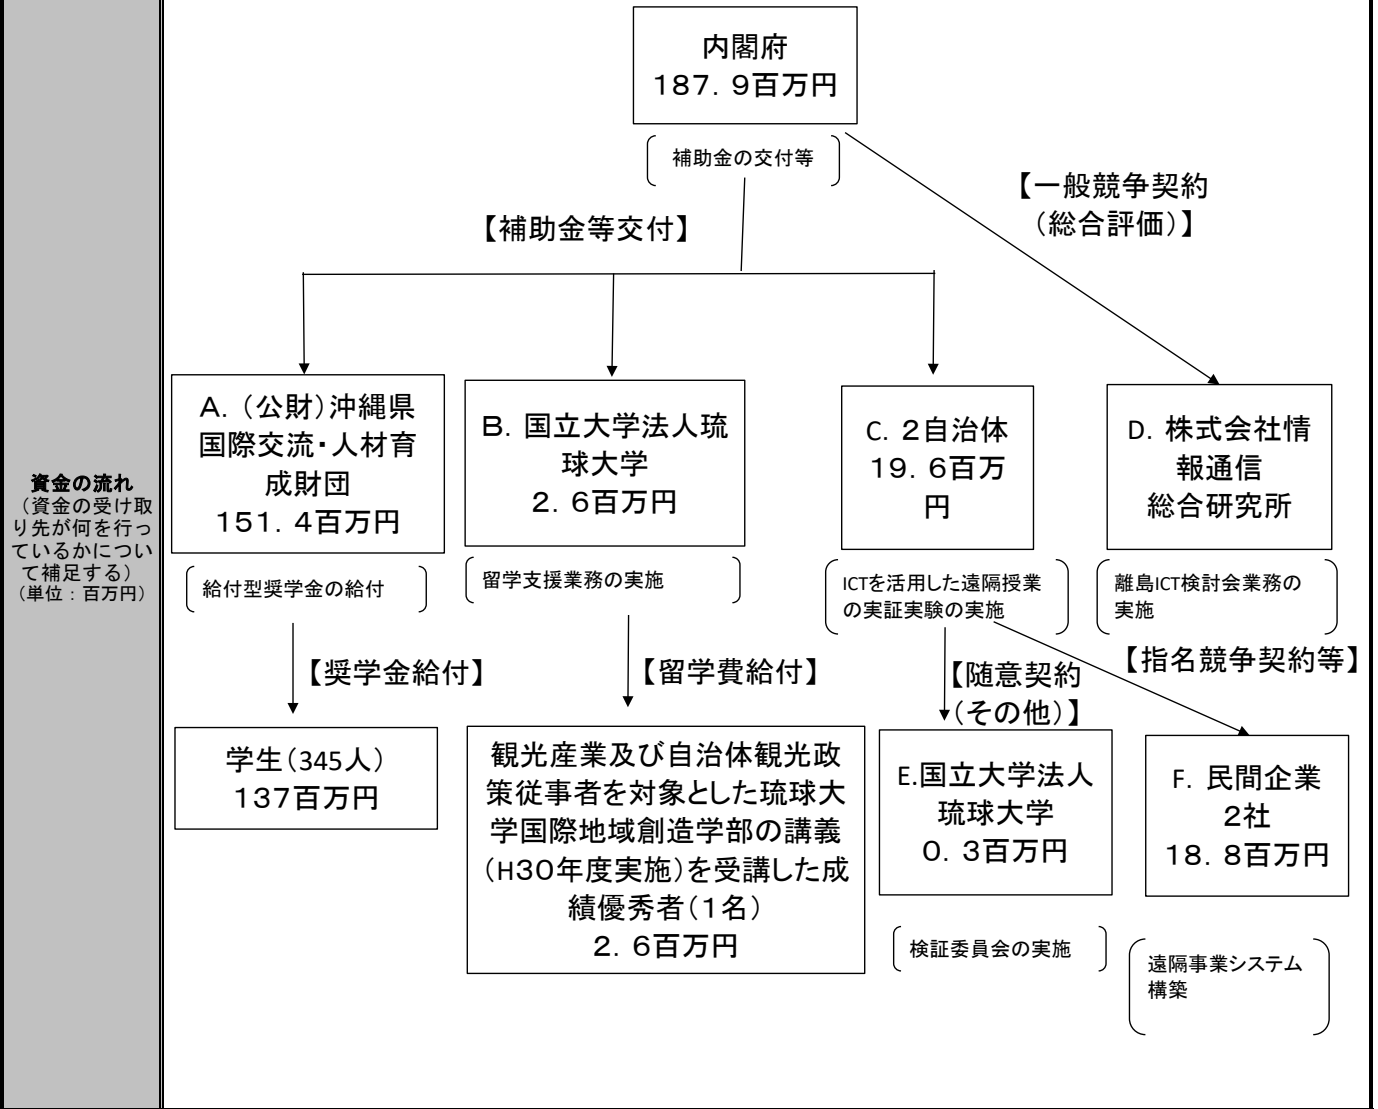 資金の流れ
（資金の受け取
り先が何を行っ
ているかについ
て補足する）
（単位：百万円）
内閣府
１８７．９百万円
補助金の交付等
【補助金等交付】
【一般競争契約
（総合評価）】
Ａ．（公財）沖縄県
国際交流・人材育
成財団
１５１．４百万円
給付型奨学金の給付
【奨学金給付】
学生（345人）
１３７百万円
Ｂ．国立大学法人琉
球大学
２．６百万円
留学支援業務の実施
【留学費給付】
観光産業及び自治体観光政
策従事者を対象とした琉球大
学国際地域創造学部の講義
（H３０年度実施）を受講した成
績優秀者（１名）
２．６百万円
C．２自治体
１９．６百万
円
ICTを活用した遠隔授業
の実証実験の実施
【随意契約
（その他）】
E.国立大学法人
琉球大学
０．３百万円
検証委員会の実施
D．株式会社情
報通信
総合研究所
離島ICT検討会業務の
実施
【指名競争契約等】
F．民間企業
２社
１８．８百万円
遠隔事業システム
構築